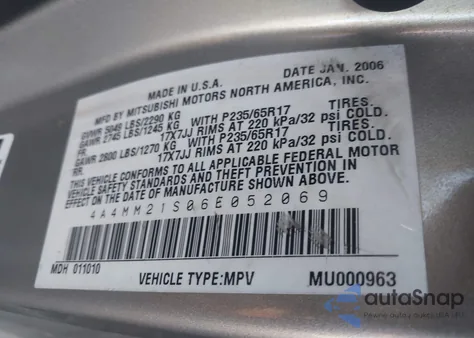 MADE IN U.S.A. DATE JAN. 2006
MFD BY MITSUBISHI MOTORS NORTH AMERICA, INC.
GVWR 5049 LBS/2290 KG
GAWR 2745 LBS/1245 KG WITH P235/65R17 TIRES.
FR. 17X7JJ RIMS AT 220 kPa/32 psi COLD.
GAWR 2800 LBS/1270 KG WITH P235/65R17 TIRES.
RR. 17X7JJ RIMS AT 220 kPa/32 psi COLD.
THIS VEHICLE CONFORMS TO ALL APPLICABLE FEDERAL MOTOR
VEHICLE SAFETY STANDARDS AND THEFT STANDARDS IN EFFECT
ON THE DATE OF MANUFACTURE SHOWN ABOVE.
4A4MM21S06E052069
MDH 011010
VEHICLE TYPE:MPV MU000963
autoSnap